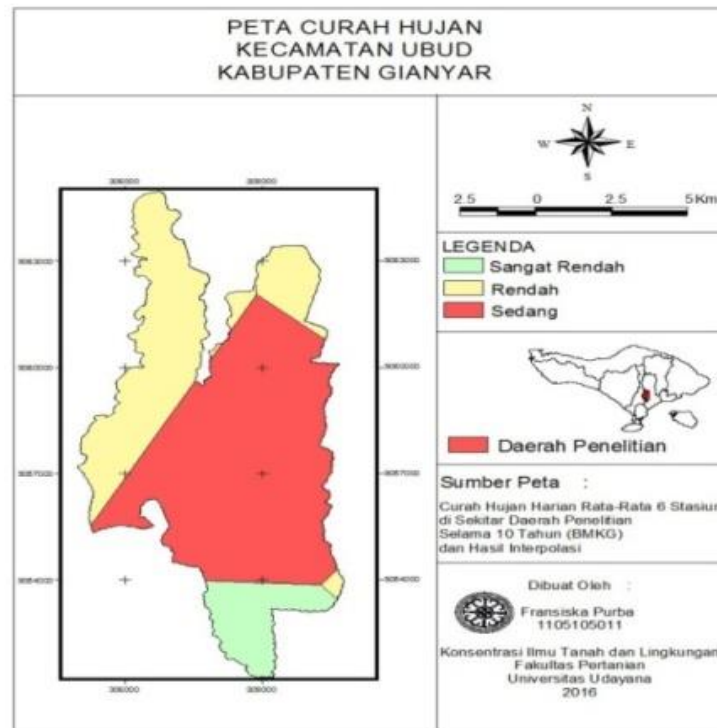 PETA CURAH HUJAN
KECAMATAN UBUD
KABUPATEN GIANYAR
N
W E
S
2.5 0 2.5 5Km
LEGENDA
Sangat Rendah
Rendah
Sedang
Daerah Penelitian
Sumber Peta :
Curah Hujan Harian Rata-Rata 6 Stasiun
di Sekitar Daerah Penelitian
Selama 10 Tahun (BMKG)
dan Hasil Interpolasi
Dibuat Oleh :
Fransiska Purba
1105105011
Konsentrasi Ilmu Tanah dan Lingkungan
Fakultas Pertanian
Universitas Udayana
2016